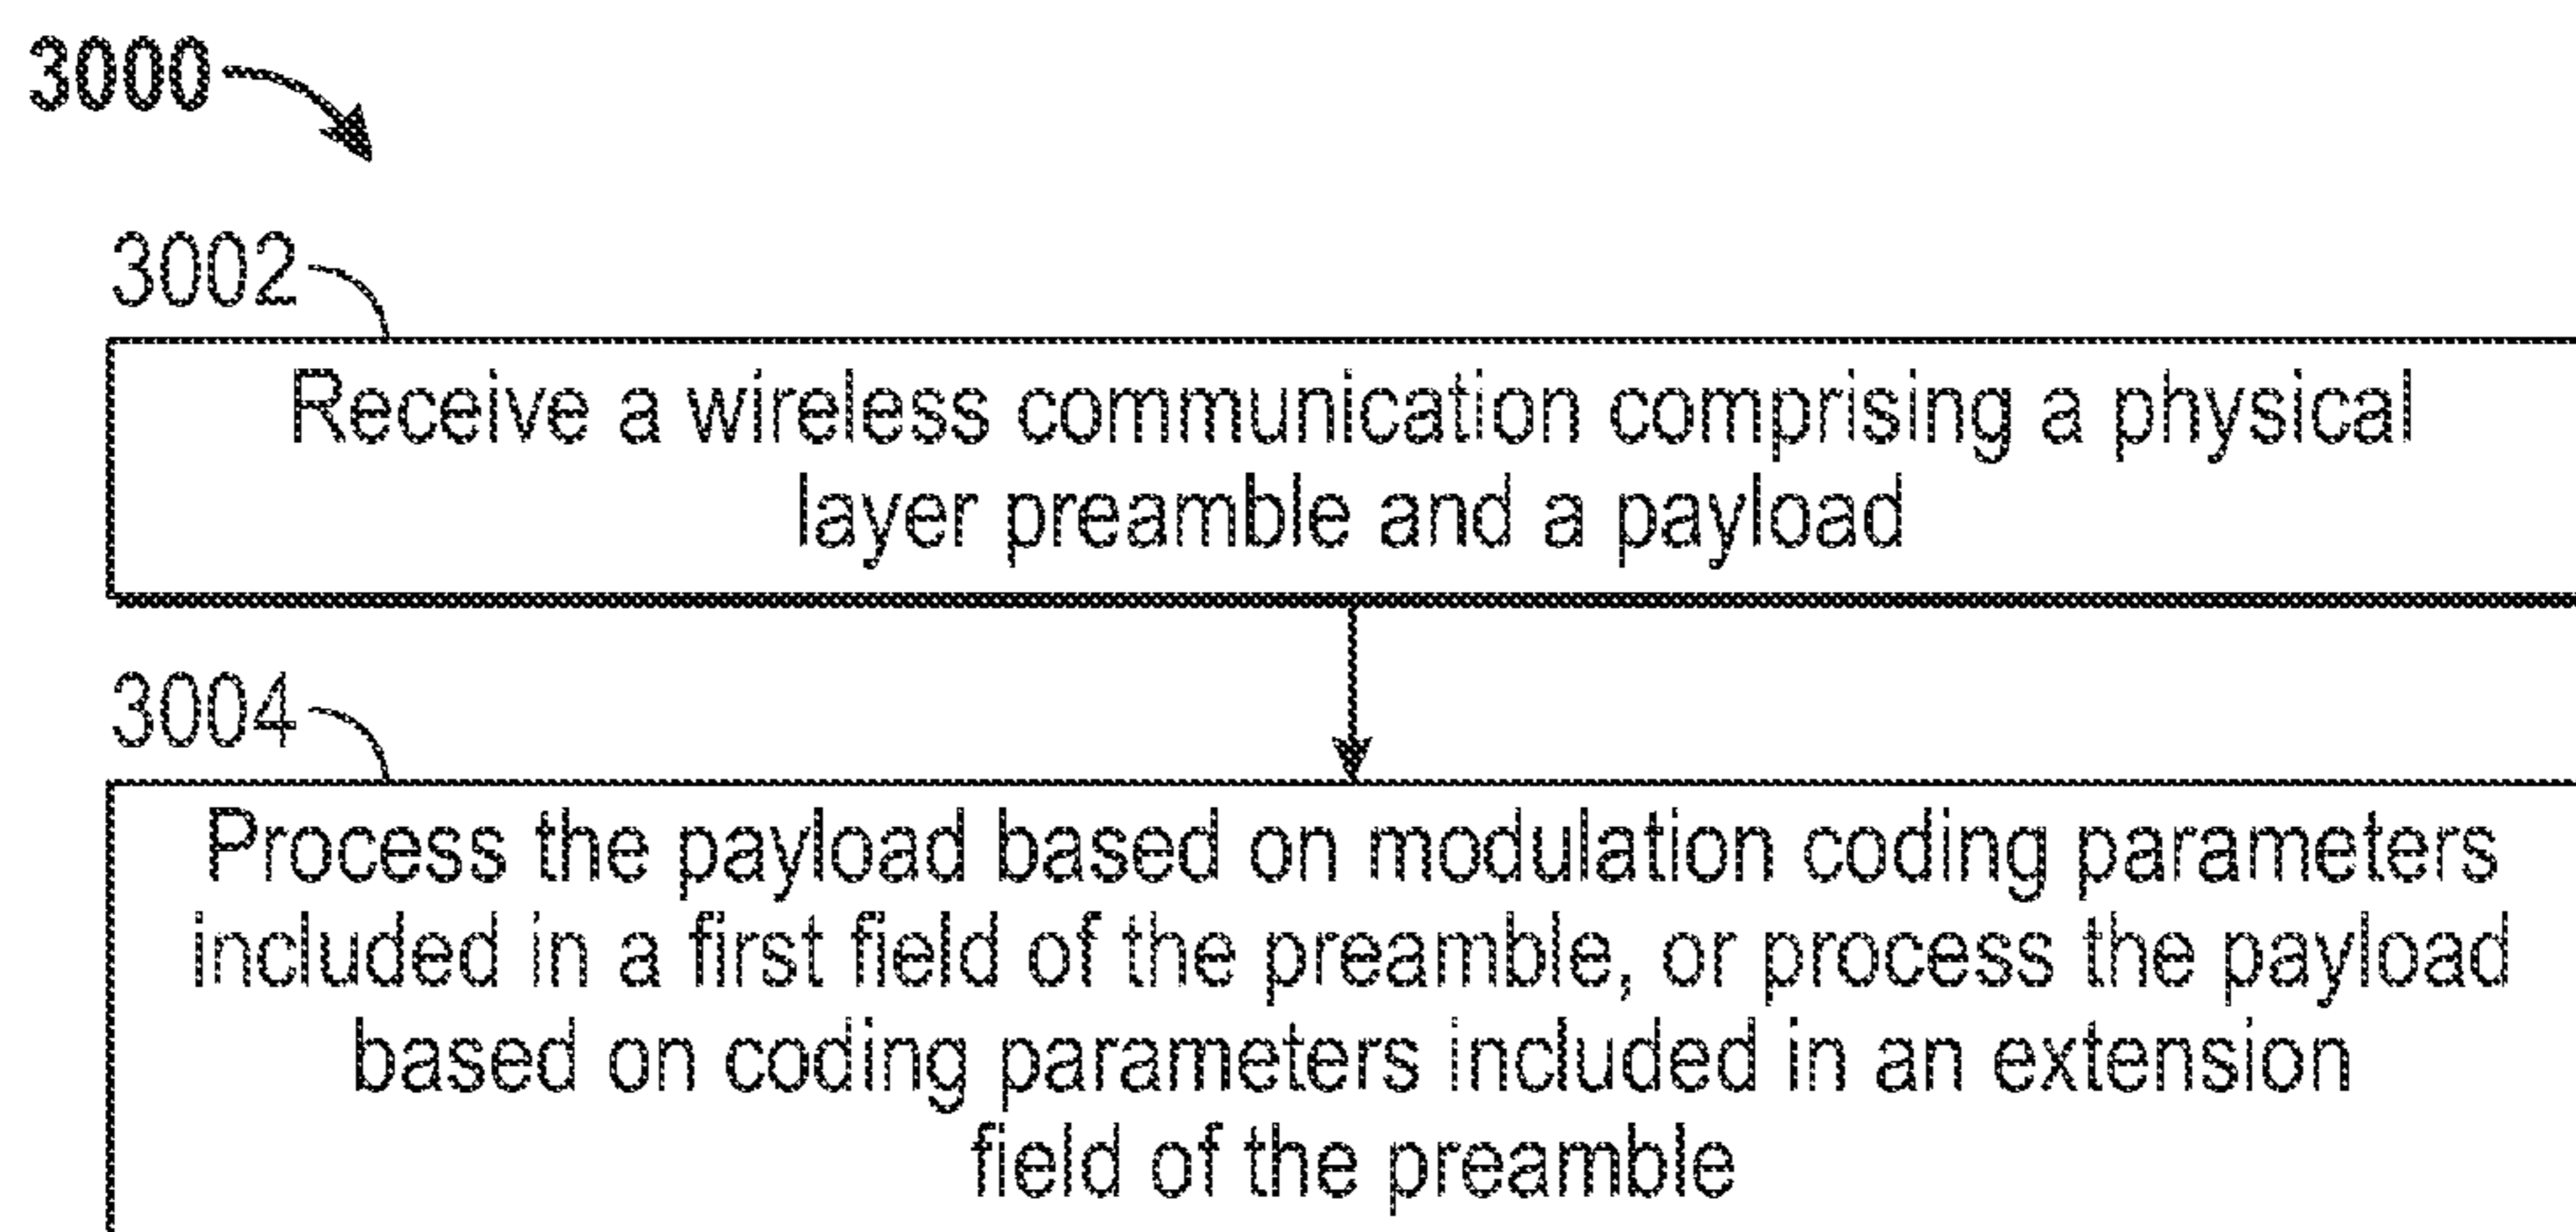 3000
3002
Receive a wireless communication comprising a physical
layer preamble and a payload
3004
Process the payload based on modulation coding parameters
included in a first field of the preamble, or process the payload
based on coding parameters included in an extension
field of the preamble